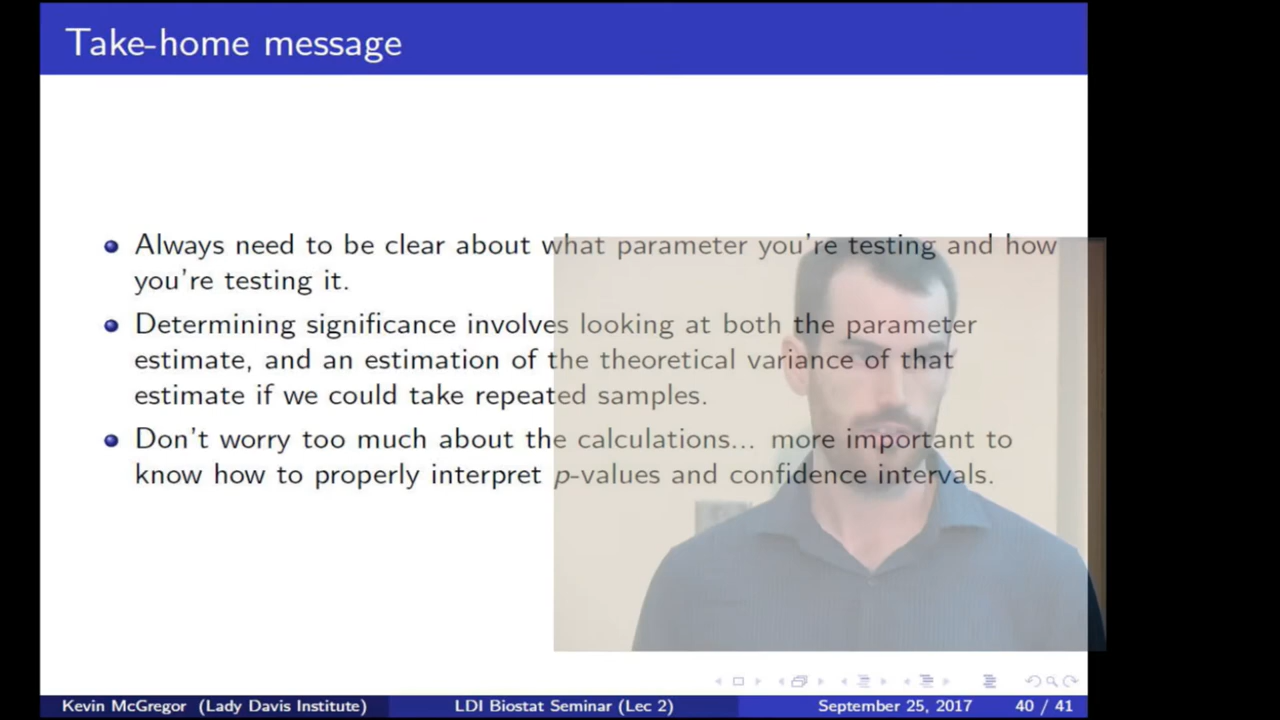 Take-home message
Always need to be clear about what parameter you're testing and how
you're testing it.
Determining significance involves looking at both the parameter
estimate, and an estimation of the theoretical variance of that
estimate if we could take repeated samples.
Don't worry too much about the calculations... more important to
know how to properly interpret p-values and confidence intervals.
Kevin McGregor (Lady Davis Institute) LDI Biostat Seminar (Lec 2) September 25, 2017 40 / 41